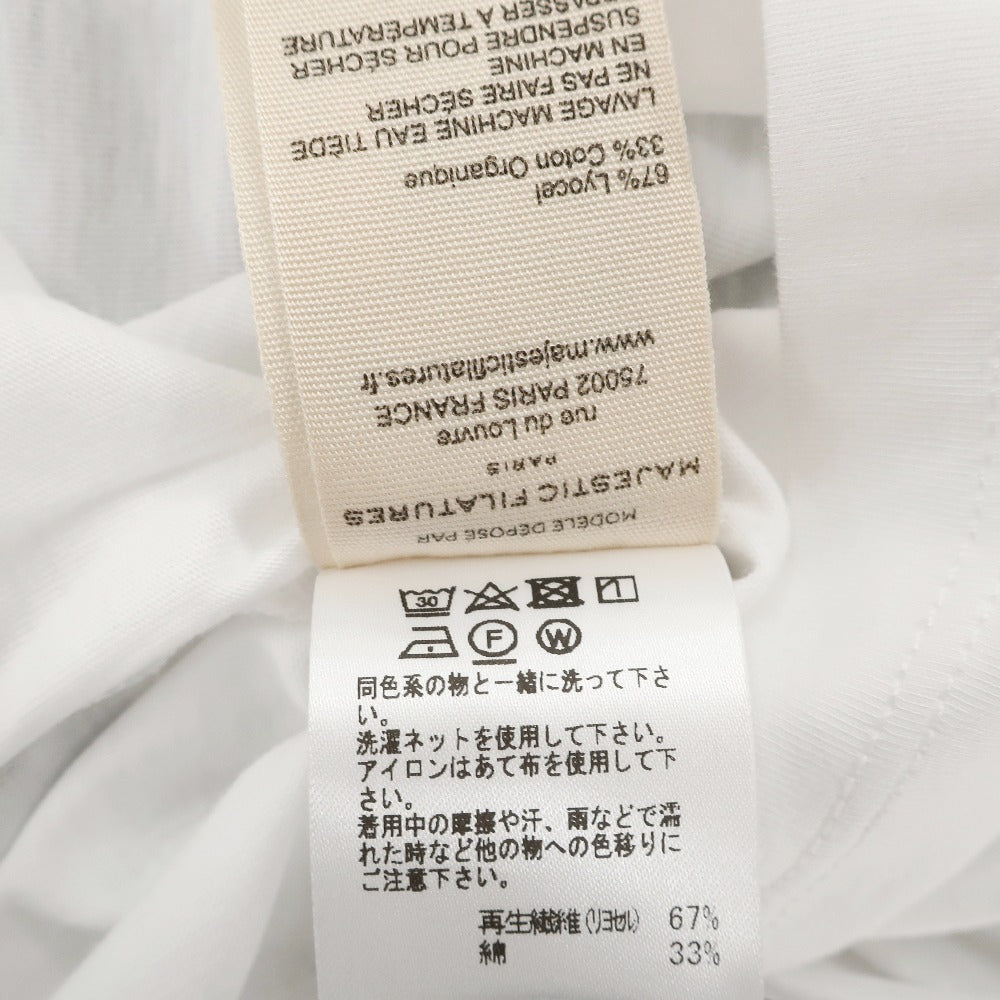 MODÈLE DÉPOSÉ PAR
MAJESTIC FILATURES
PARIS
rue du Louvre
75002 PARIS FRANCE
www.majesticfilatures.fr
67% Lyocel
33% Coton Organique
LAVAGE MACHINE EAU TIÈDE
NE PAS FAIRE SÉCHER
EN MACHINE
SUSPENDRE POUR SÉCHER
REPASSER À TEMPÉRATURE
30
F
W
同色系の物と一緒に洗って下さ
い。
洗濯ネットを使用して下さい。
アイロンはあて布を使用して下
さい。
着用中の摩擦や汗、雨などで濡
れた時など他の物への色移りに
ご注意下さい。
再生繊維(リヨセル) 67%
綿 33%